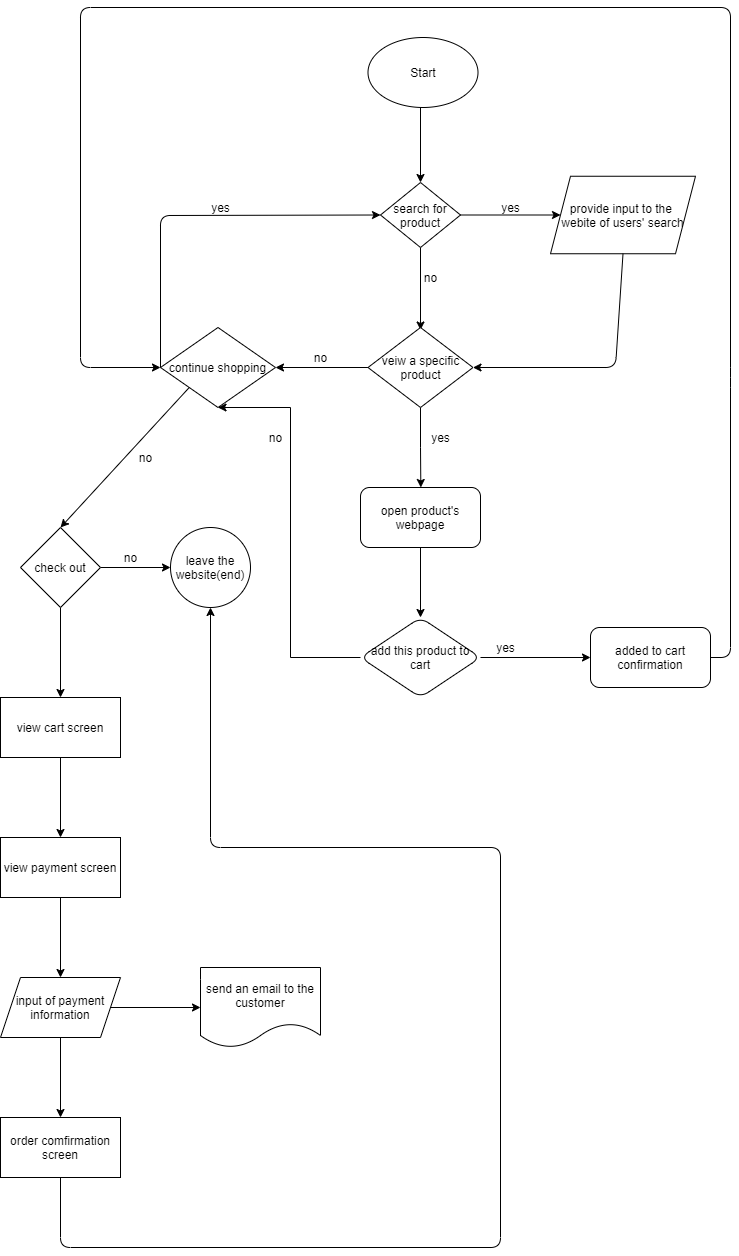 Start
yes
search for
product
yes
provide input to the
webite of users' search
no
continue shopping
no
veiw a specific
product
no
yes
no
open product's
webpage
check out
no
leave the
website(end)
add this product to
cart
yes
added to cart
confirmation
view cart screen
view payment screen
input of payment
information
send an email to the
customer
order comfirmation
screen